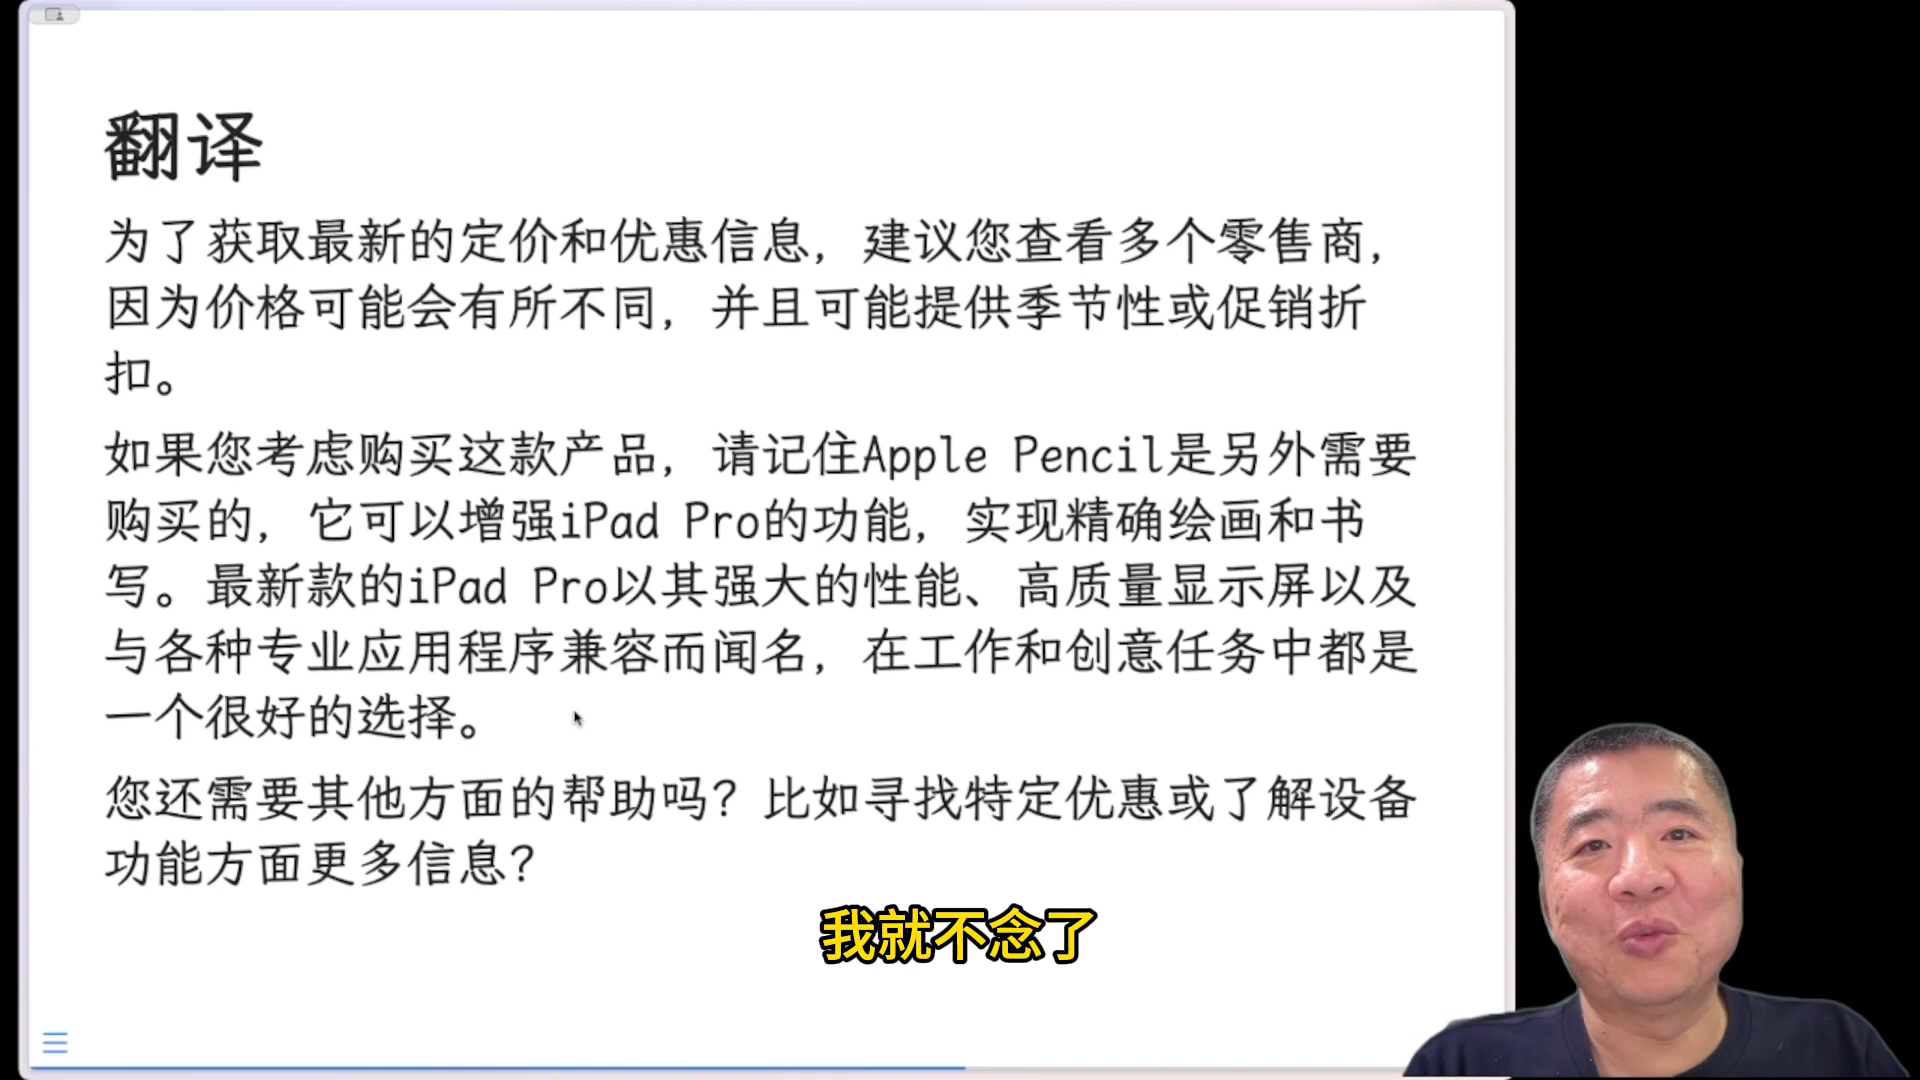 翻译
为了获取最新的定价和优惠信息，建议您查看多个零售商，
因为价格可能会有所不同，并且可能提供季节性或促销折
扣。
如果您考虑购买这款产品，请记住Apple Pencil是另外需要
购买的，它可以增强iPad Pro的功能，实现精确绘画和书
写。最新款的iPad Pro以其强大的性能、高质量显示屏以及
与各种专业应用程序兼容而闻名，在工作和创意任务中都是
一个很好的选择。
您还需要其他方面的帮助吗？比如寻找特定优惠或了解设备
功能方面更多信息？
我就不念了